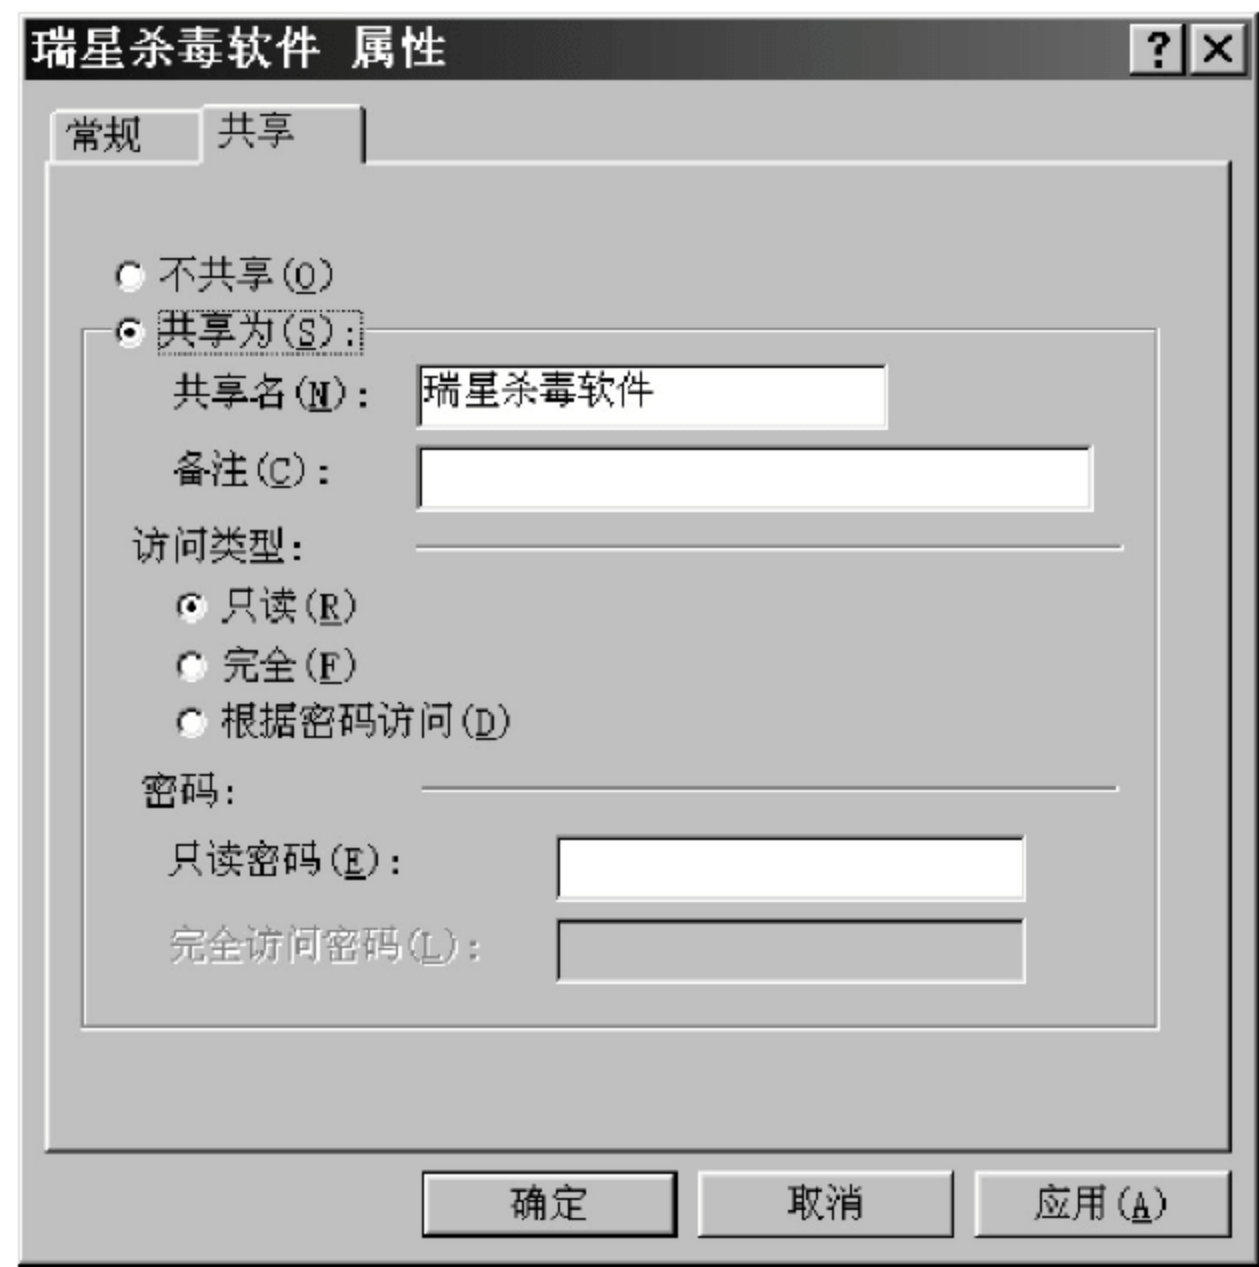 瑞星杀毒软件 属性
常规 共享
不共享(O)
共享为(S):
共享名(N): 瑞星杀毒软件
备注(C):
访问类型:
只读(R)
完全(F)
根据密码访问(D)
密码:
只读密码(E):
完全访问密码(L):
确定 取消 应用(A)